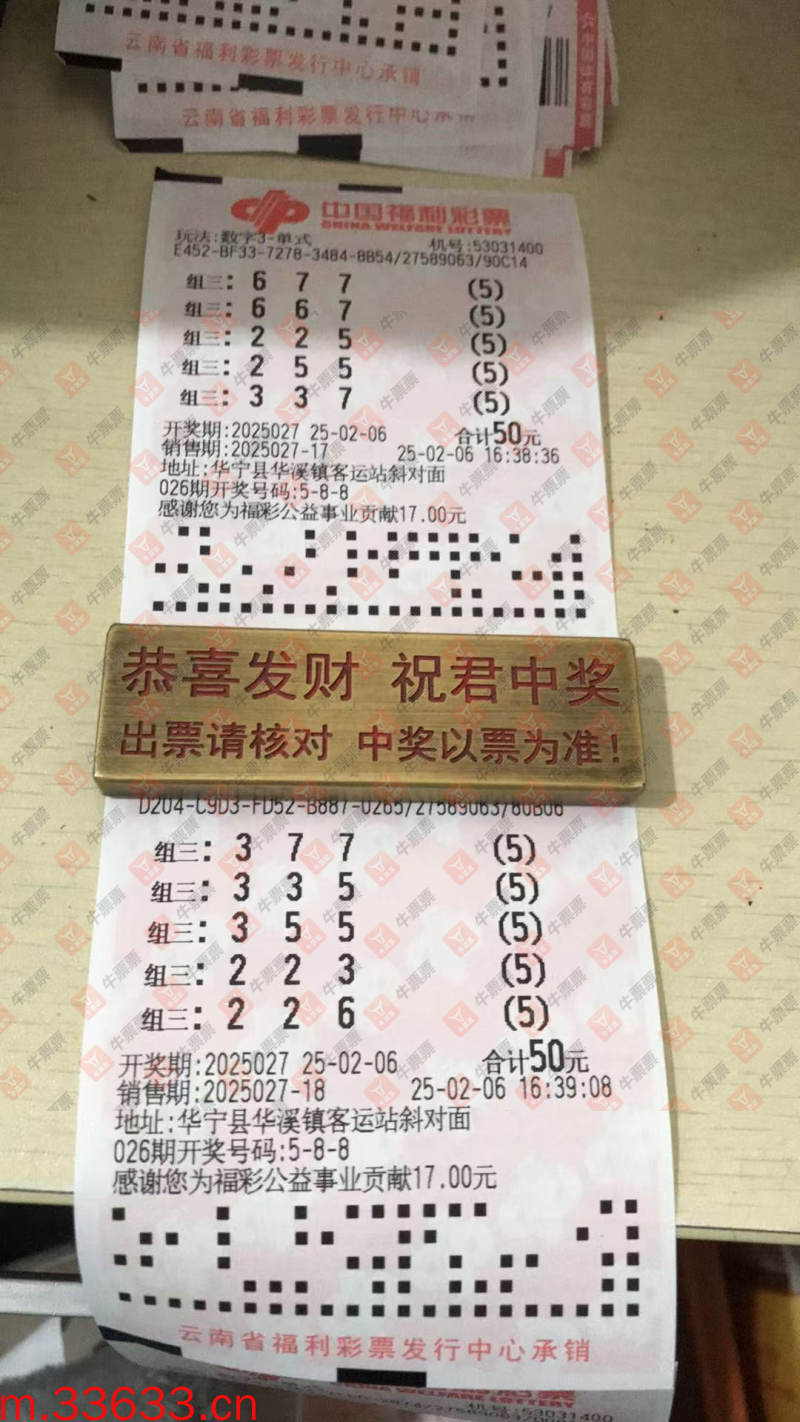 云南省福利彩票发行中心承销
云南省福利彩票发行中心承销
中国福利彩票
CHINA WELFARE LOTTERY
玩法:数字3-单式 机号:53031400
E452-BF33-7278-3484-8B54/27589063/90C14
组三: 6 7 7 (5)
组三: 6 6 7 (5)
组三: 2 2 5 (5)
组三: 2 5 5 (5)
组三: 3 3 7 (5)
开奖期:2025027 25-02-06 合计50元
销售期:2025027-17 25-02-06 16:38:36
地址:华宁县华溪镇客运站斜对面
026期开奖号码:5-8-8
感谢您为福彩公益事业贡献17.00元
恭喜发财 祝君中奖
出票请核对 中奖以票为准!
D204-C9D3-FD52-B887-0265/27589063/80B06
组三: 3 7 7 (5)
组三: 3 3 5 (5)
组三: 3 5 5 (5)
组三: 2 2 3 (5)
组三: 2 2 6 (5)
开奖期:2025027 25-02-06 合计50元
销售期:2025027-18 25-02-06 16:39:08
地址:华宁县华溪镇客运站斜对面
026期开奖号码:5-8-8
感谢您为福彩公益事业贡献17.00元
云南省福利彩票发行中心承销
CHINA WELFARE LOTTERY
53031400
m.33633.cn
牛票票